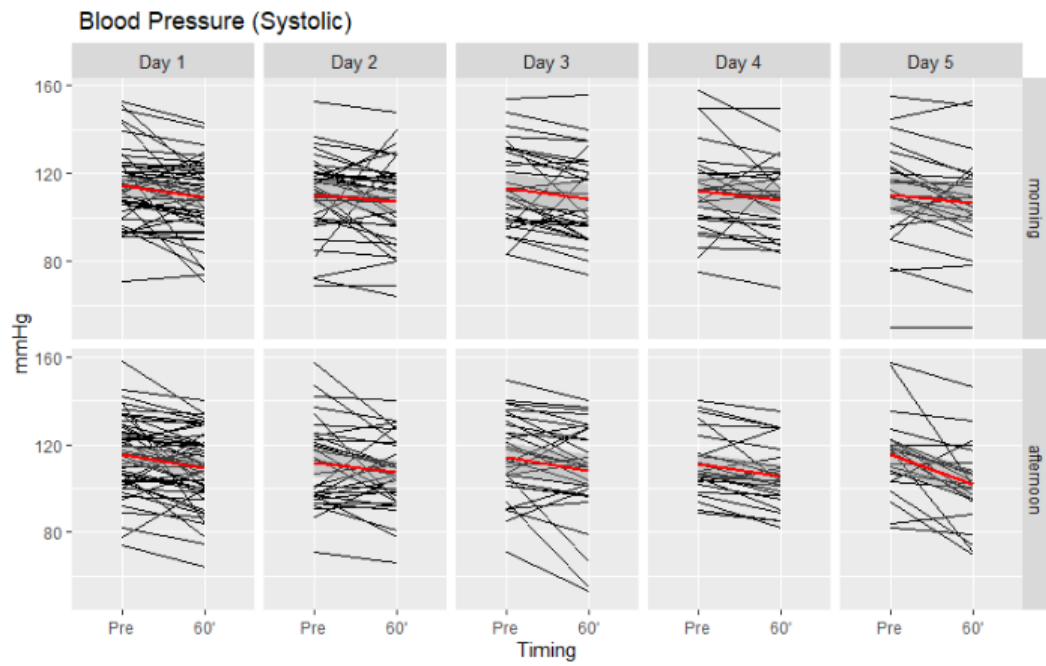 Blood Pressure (Systolic)
Day 1
Day 2
Day 3
Day 4
Day 5
160
120
80
morning
mmHg
160
120
80
afternoon
Pre
60'
Pre
60'
Pre
60'
Pre
60'
Pre
60'
Timing